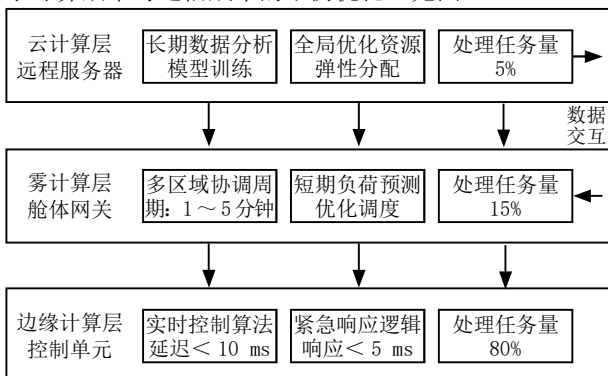 云计算层
远程服务器
长期数据分析
模型训练
全局优化资源
弹性分配
处理任务量
5%
数据
交互
雾计算层
舱体网关
多区域协调周
期：1～5分钟
短期负荷预测
优化调度
处理任务量
15%
边缘计算层
控制单元
实时控制算法
延迟＜10 ms
紧急响应逻辑
响应＜5 ms
处理任务量
80%